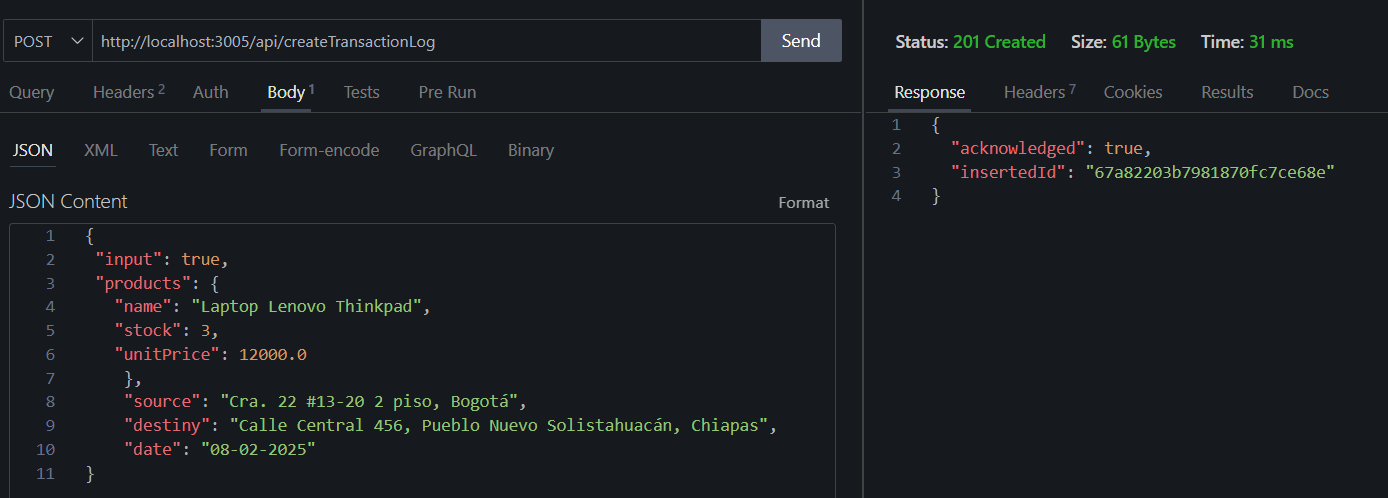 POST http://localhost:3005/api/createTransactionLog Send
Query Headers 2 Auth Body 1 Tests Pre Run
JSON XML Text Form Form-encode GraphQL Binary
JSON Content Format
1 {
2 "input": true,
3 "products": {
4 "name": "Laptop Lenovo Thinkpad",
5 "stock": 3,
6 "unitPrice": 12000.0
7 },
8 "source": "Cra. 22 #13-20 2 piso, Bogotá",
9 "destiny": "Calle Central 456, Pueblo Nuevo Solistahuacán, Chiapas",
10 "date": "08-02-2025"
11 }
Status: 201 Created Size: 61 Bytes Time: 31 ms
Response Headers 7 Cookies Results Docs
1 {
2 "acknowledged": true,
3 "insertedId": "67a82203b7981870fc7ce68e"
4 }